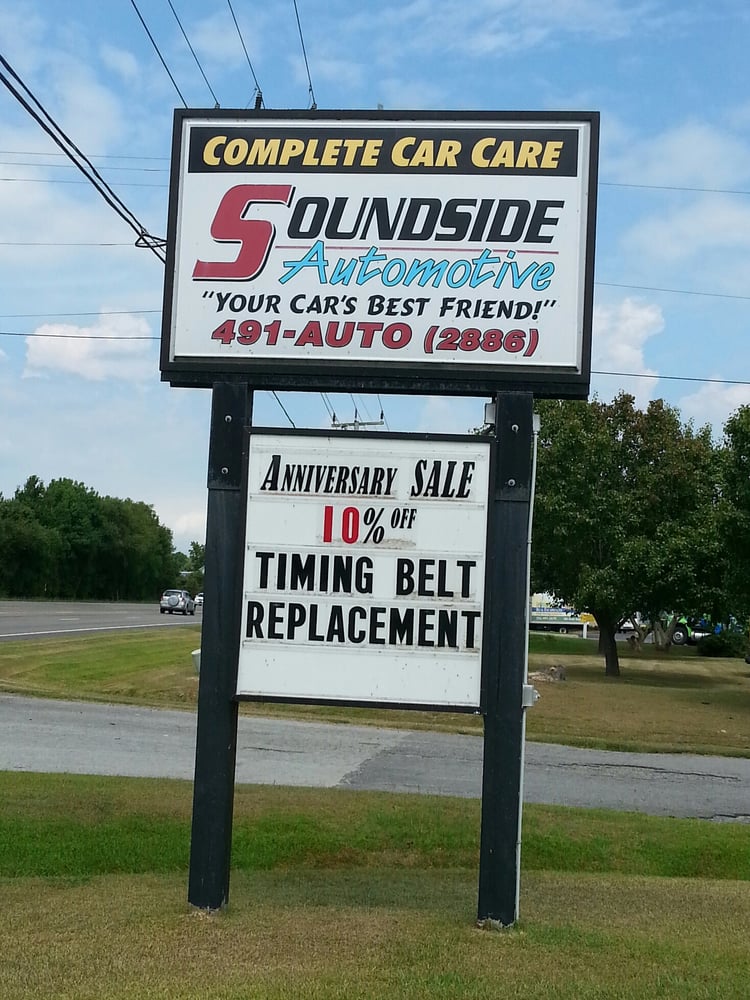 COMPLETE CAR CARE
SOUNDSIDE
Automotive
"YOUR CAR'S BEST FRIEND!"
491-AUTO (2886)
ANNIVERSARY SALE
10% OFF
TIMING BELT
REPLACEMENT